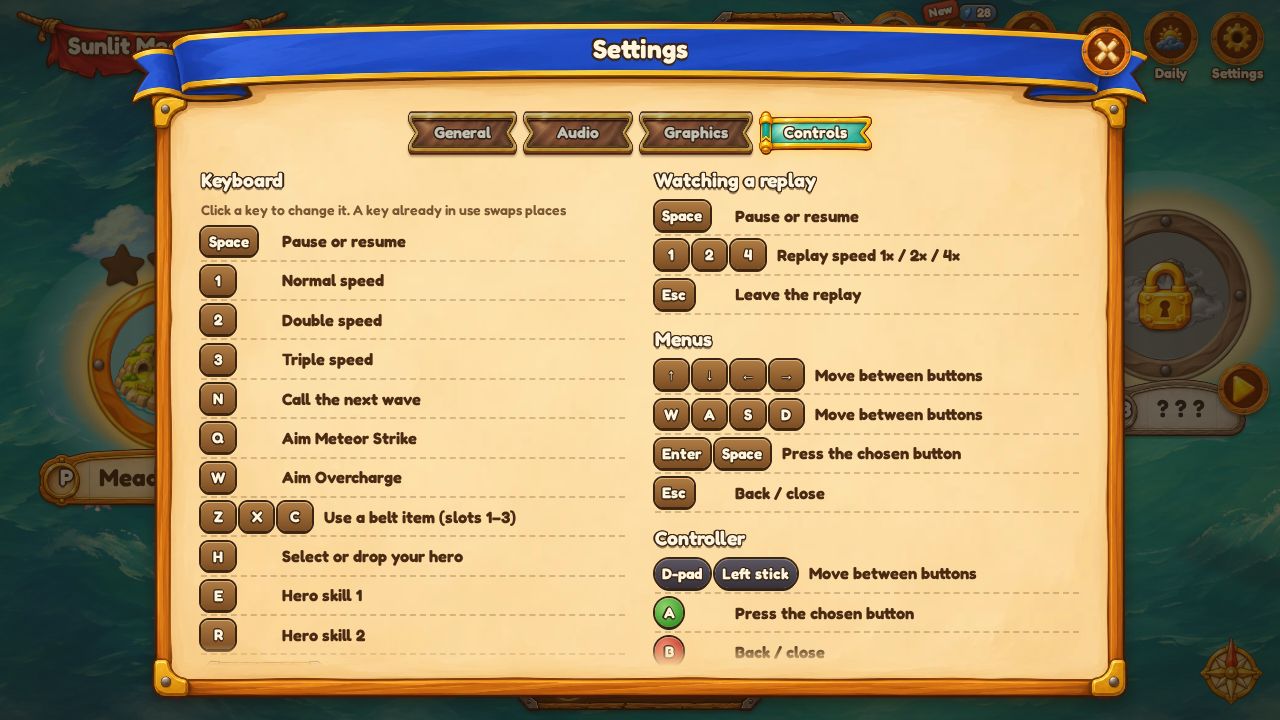 New 28
Sunlit
Settings
Daily
Settings
General
Audio
Graphics
Controls
Keyboard
Click a key to change it. A key already in use swaps places
Space Pause or resume
1 Normal speed
2 Double speed
3 Triple speed
N Call the next wave
Q Aim Meteor Strike
W Aim Overcharge
Z X C Use a belt item (slots 1–3)
H Select or drop your hero
E Hero skill 1
R Hero skill 2
Watching a replay
Space Pause or resume
1 2 4 Replay speed 1x / 2x / 4x
Esc Leave the replay
Menus
↑ ↓ ← → Move between buttons
W A S D Move between buttons
Enter Space Press the chosen button
Esc Back / close
Controller
D-pad Left stick Move between buttons
A Press the chosen button
B Back / close
P
???